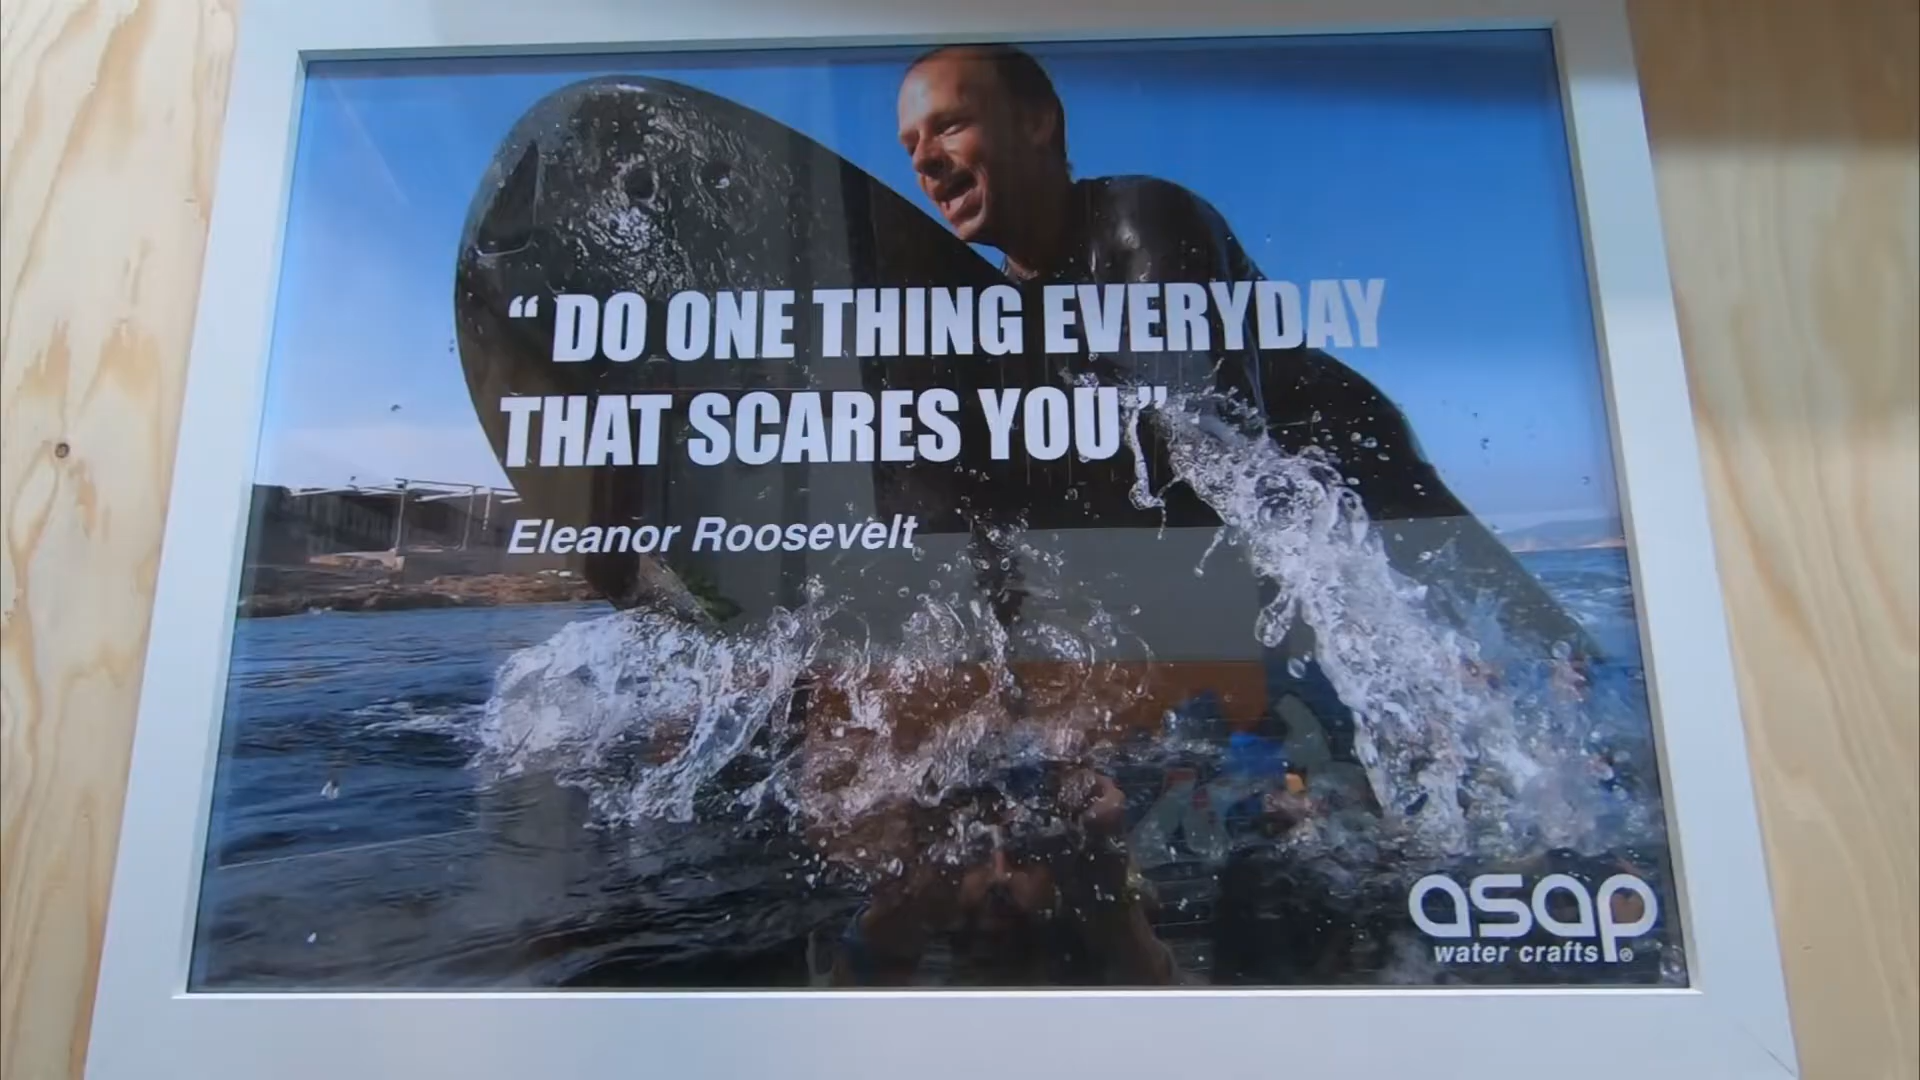 “ DO ONE THING EVERYDAY
THAT SCARES YOU”
Eleanor Roosevelt
asap
water crafts®